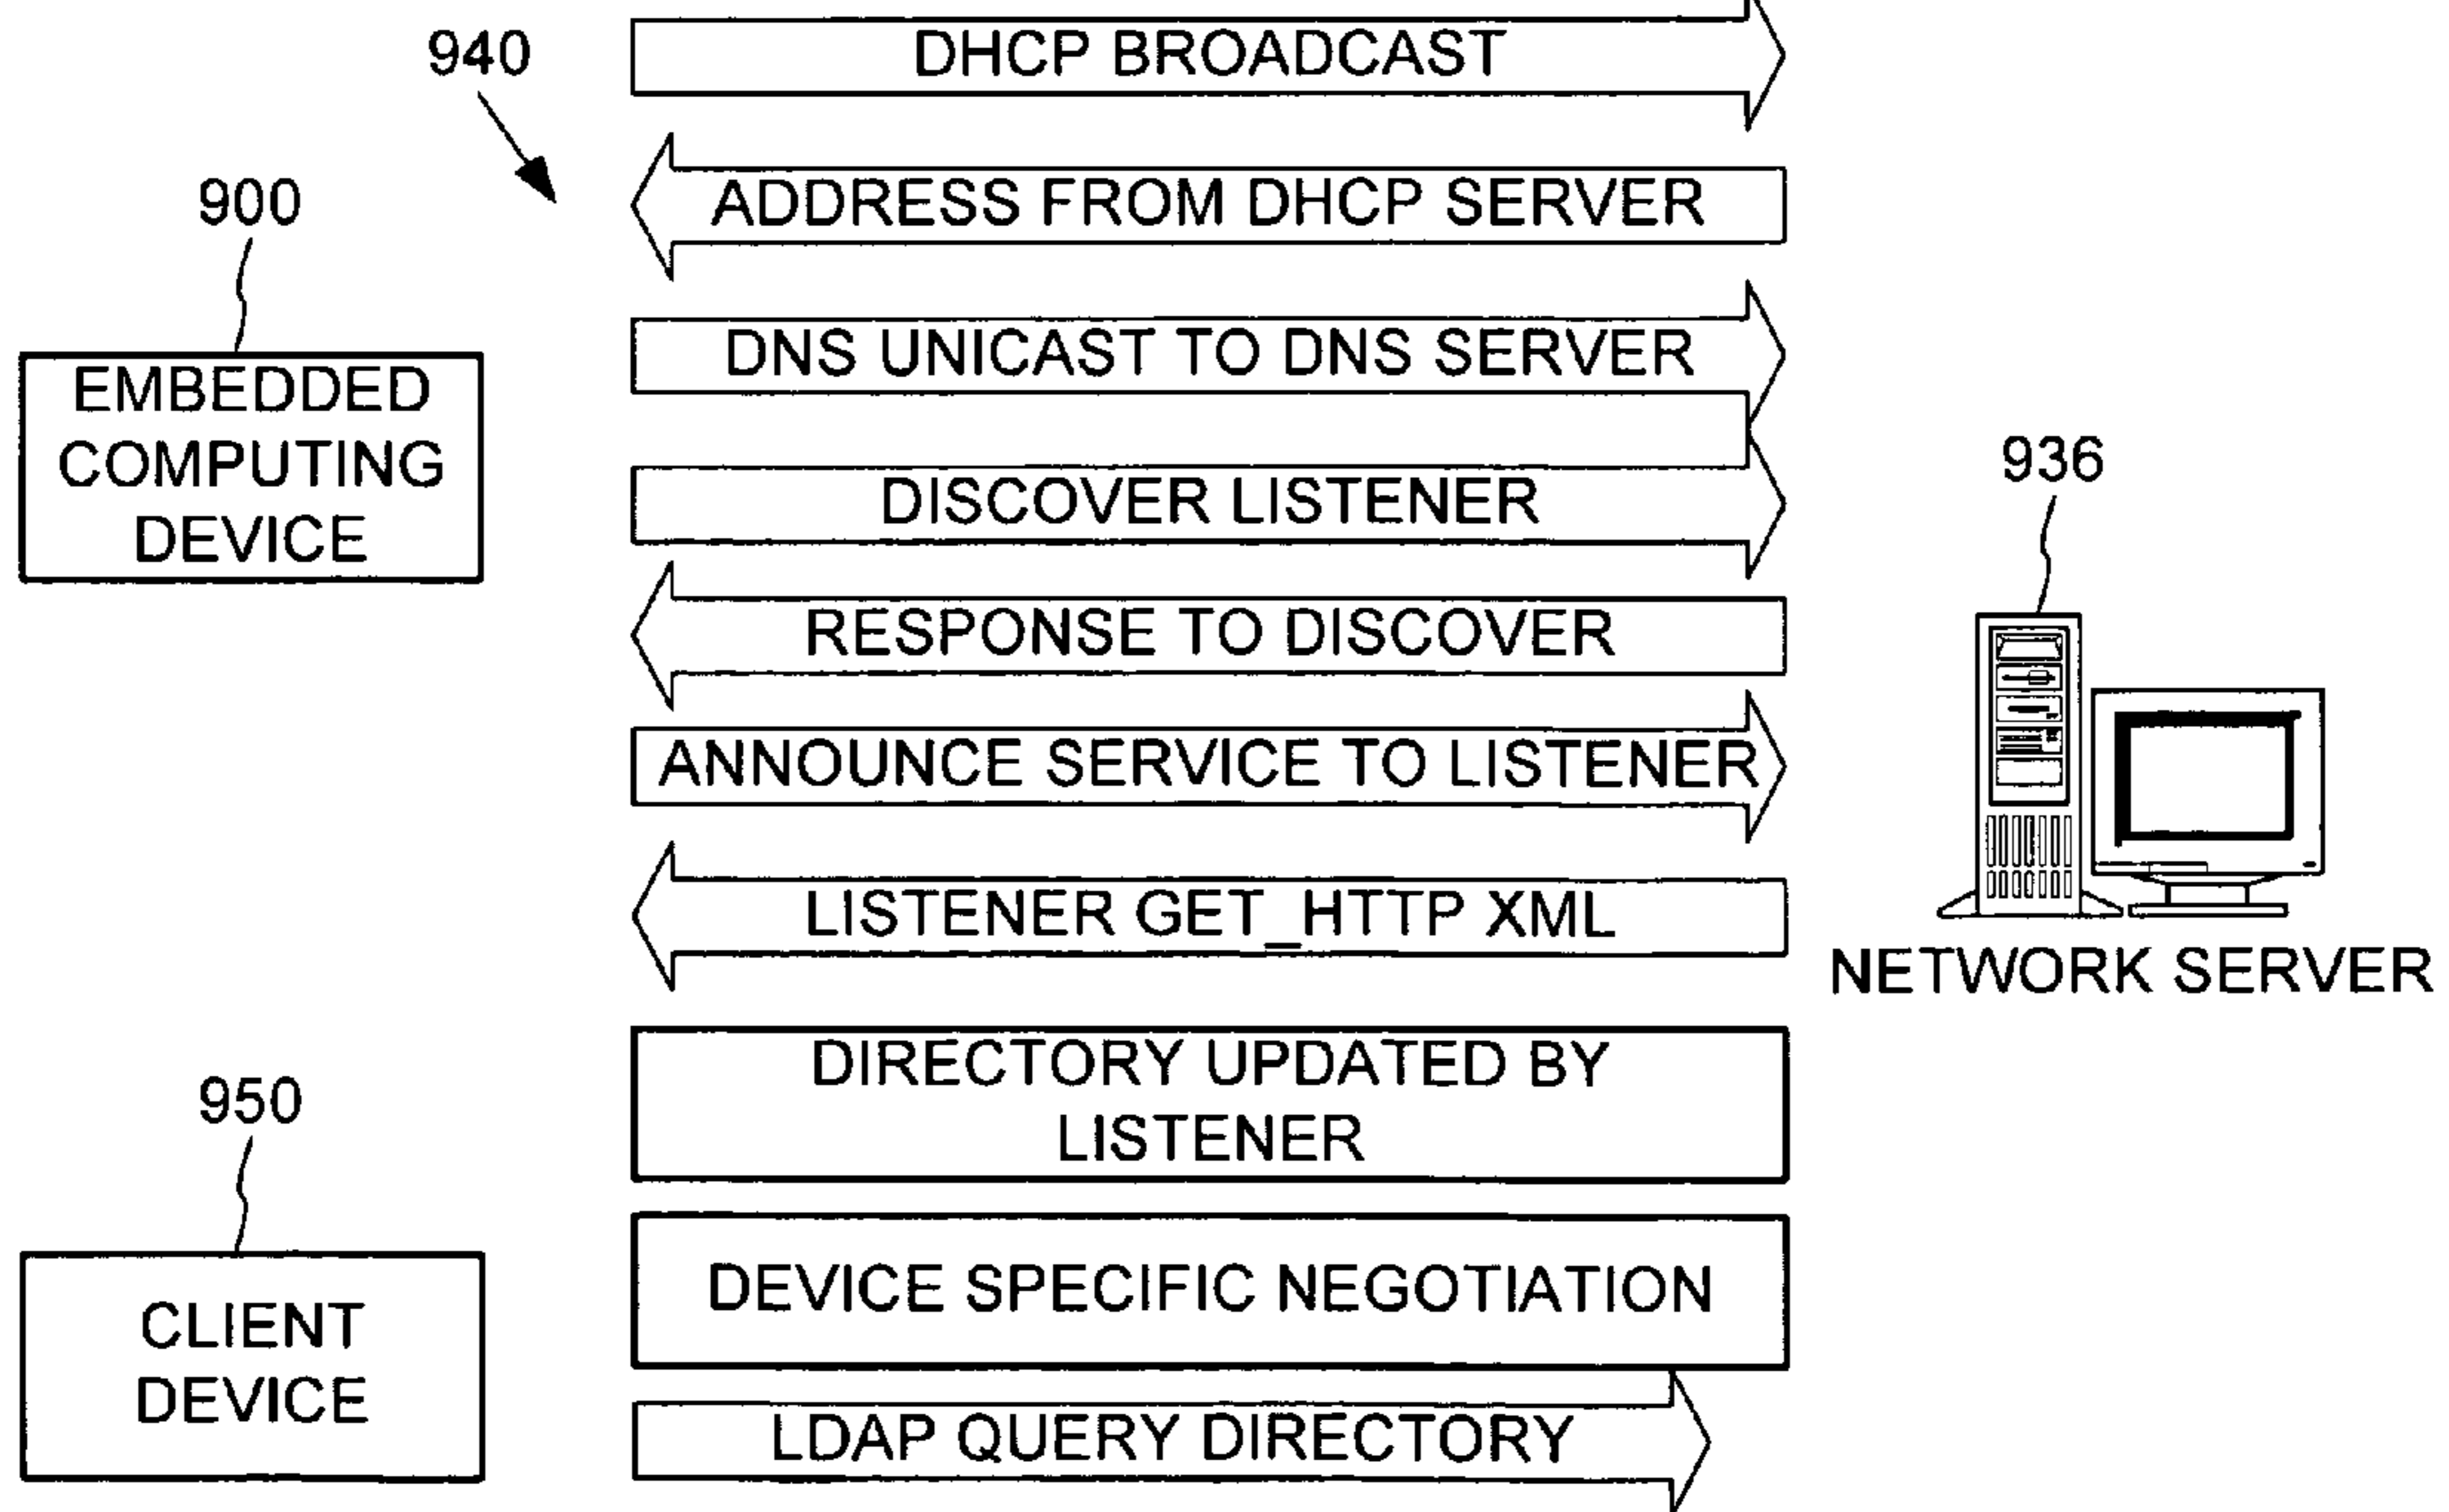 940
DHCP BROADCAST
ADDRESS FROM DHCP SERVER
900
DNS UNICAST TO DNS SERVER
EMBEDDED
COMPUTING
DEVICE
DISCOVER LISTENER
936
RESPONSE TO DISCOVER
ANNOUNCE SERVICE TO LISTENER
LISTENER GET_HTTP XML
NETWORK SERVER
DIRECTORY UPDATED BY
LISTENER
950
DEVICE SPECIFIC NEGOTIATION
CLIENT
DEVICE
LDAP QUERY DIRECTORY